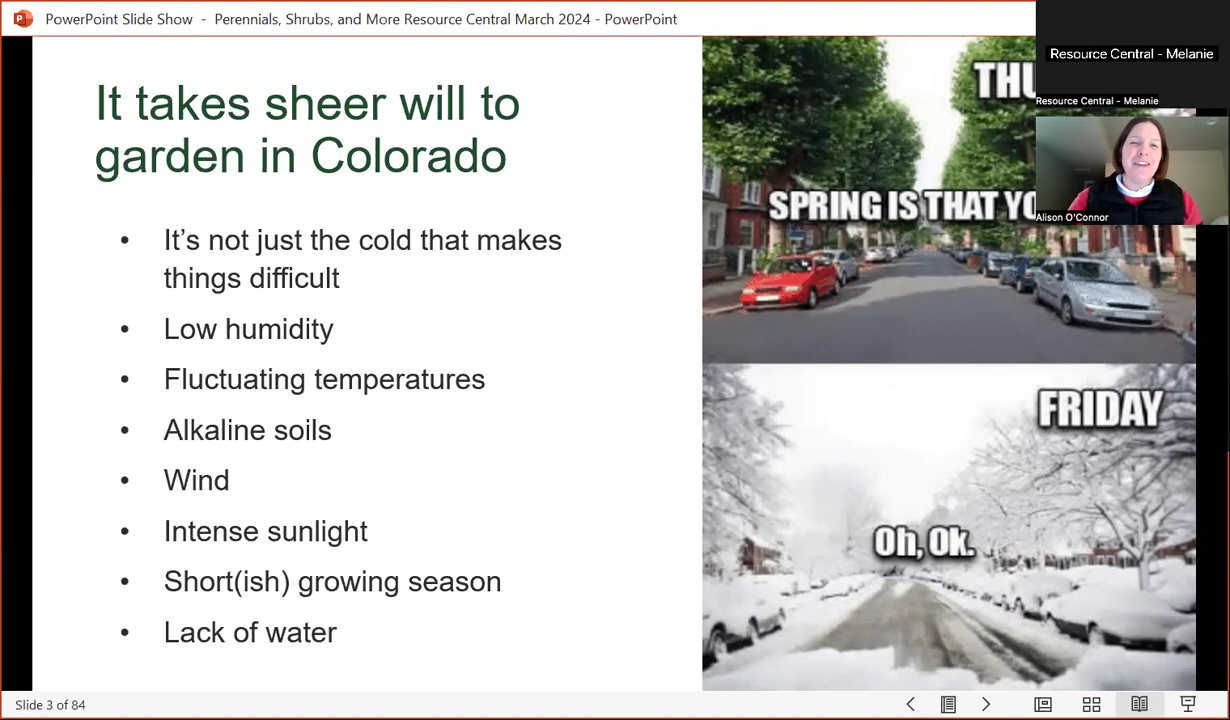 PowerPoint Slide Show - Perennials, Shrubs, and More Resource Central March 2024 - PowerPoint
Resource Central - Melanie
Resource Central - Melanie
Alison O'Connor
It takes sheer will to
garden in Colorado
• It's not just the cold that makes
things difficult
• Low humidity
• Fluctuating temperatures
• Alkaline soils
• Wind
• Intense sunlight
• Short(ish) growing season
• Lack of water
THU
SPRING IS THAT YO
FRIDAY
Oh, Ok.
Slide 3 of 84